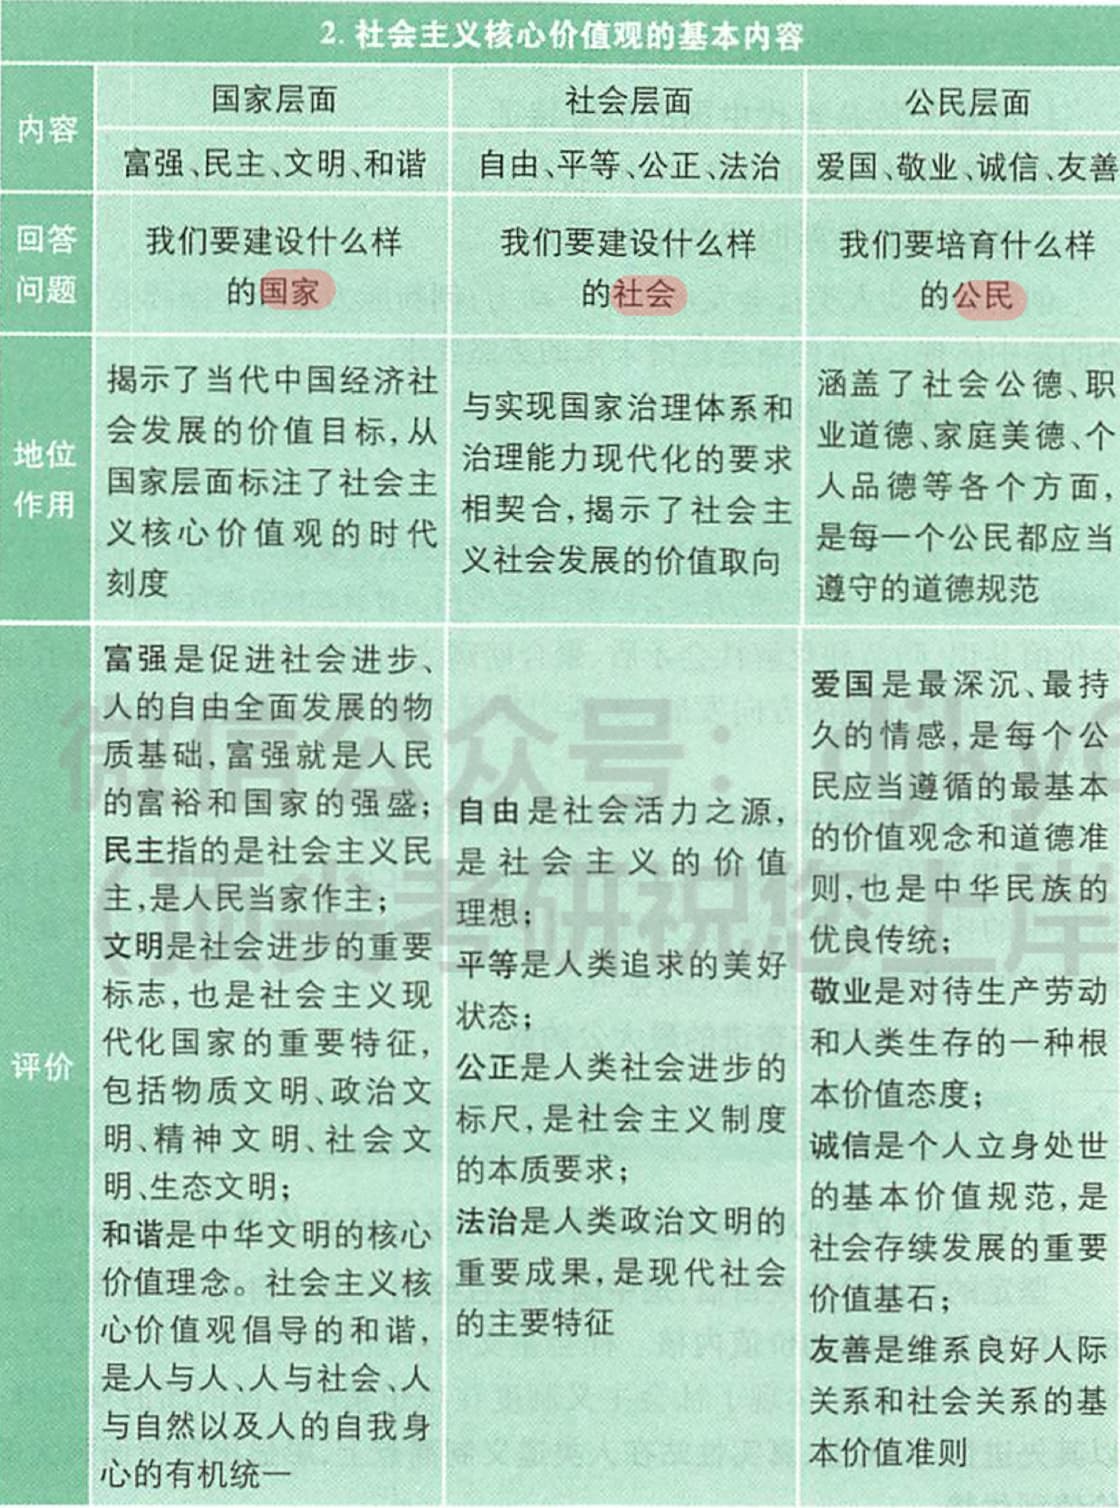 2. 社会主义核心价值观的基本内容
内容
国家层面
社会层面
公民层面
富强、民主、文明、和谐
自由、平等、公正、法治
爱国、敬业、诚信、友善
回答
问题
我们要建设什么样
的国家
我们要建设什么样
的社会
我们要培育什么样
的公民
地位
作用
揭示了当代中国经济社
会发展的价值目标,从
国家层面标注了社会主
义核心价值观的时代
刻度
与实现国家治理体系和
治理能力现代化的要求
相契合,揭示了社会主
义社会发展的价值取向
涵盖了社会公德、职
业道德、家庭美德、个
人品德等各个方面,
是每一个公民都应当
遵守的道德规范
评价
富强是促进社会进步、
人的自由全面发展的物
质基础,富强就是人民
的富裕和国家的强盛;
民主指的是社会主义民
主,是人民当家作主;
文明是社会进步的重要
标志,也是社会主义现
代化国家的重要特征,
包括物质文明、政治文
明、精神文明、社会文
明、生态文明;
和谐是中华文明的核心
价值理念。社会主义核
心价值观倡导的和谐,
是人与人、人与社会、人
与自然以及人的自我身
心的有机统一
自由是社会活力之源,
是社会主义的价值
理想;
平等是人类追求的美好
状态;
公正是人类社会进步的
标尺,是社会主义制度
的本质要求;
法治是人类政治文明的
重要成果,是现代社会
的主要特征
爱国是最深沉、最持
久的情感,是每个公
民应当遵循的最基本
的价值观念和道德准
则,也是中华民族的
优良传统;
敬业是对待生产劳动
和人类生存的一种根
本价值态度;
诚信是个人立身处世
的基本价值规范,是
社会存续发展的重要
价值基石;
友善是维系良好人际
关系和社会关系的基
本价值准则
微信公众号:
考研祝您上岸